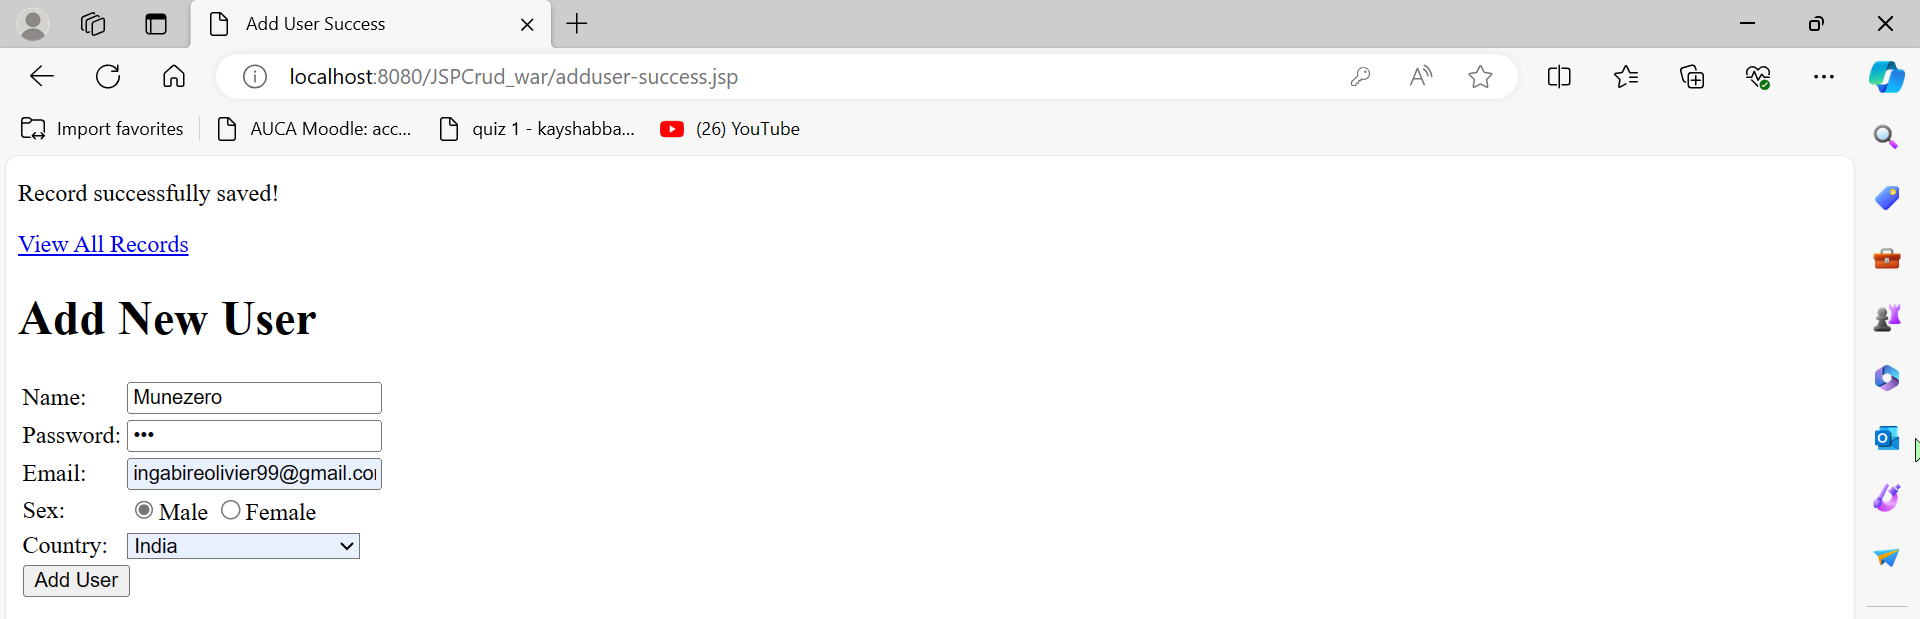 Add User Success
localhost:8080/JSPCrud_war/adduser-success.jsp
Import favorites
AUCA Moodle: acc...
quiz 1 - kayshabba...
(26) YouTube
Record successfully saved!
View All Records
Add New User
Name: Munezero
Password: •••
Email: ingabireolivier99@gmail.co
Sex: Male Female
Country: India
Add User